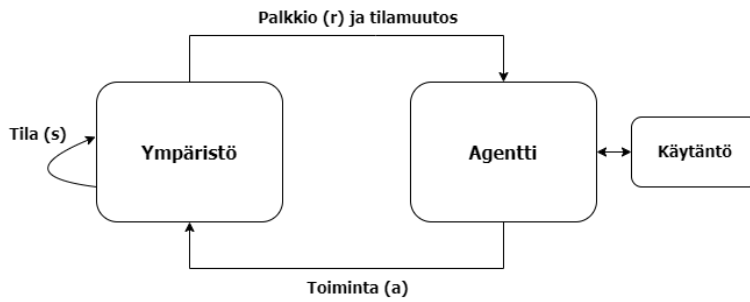 Palkkio (r) ja tilamuutos
Tila (s)
Ympäristö
Agentti
Käytäntö
Toiminta (a)